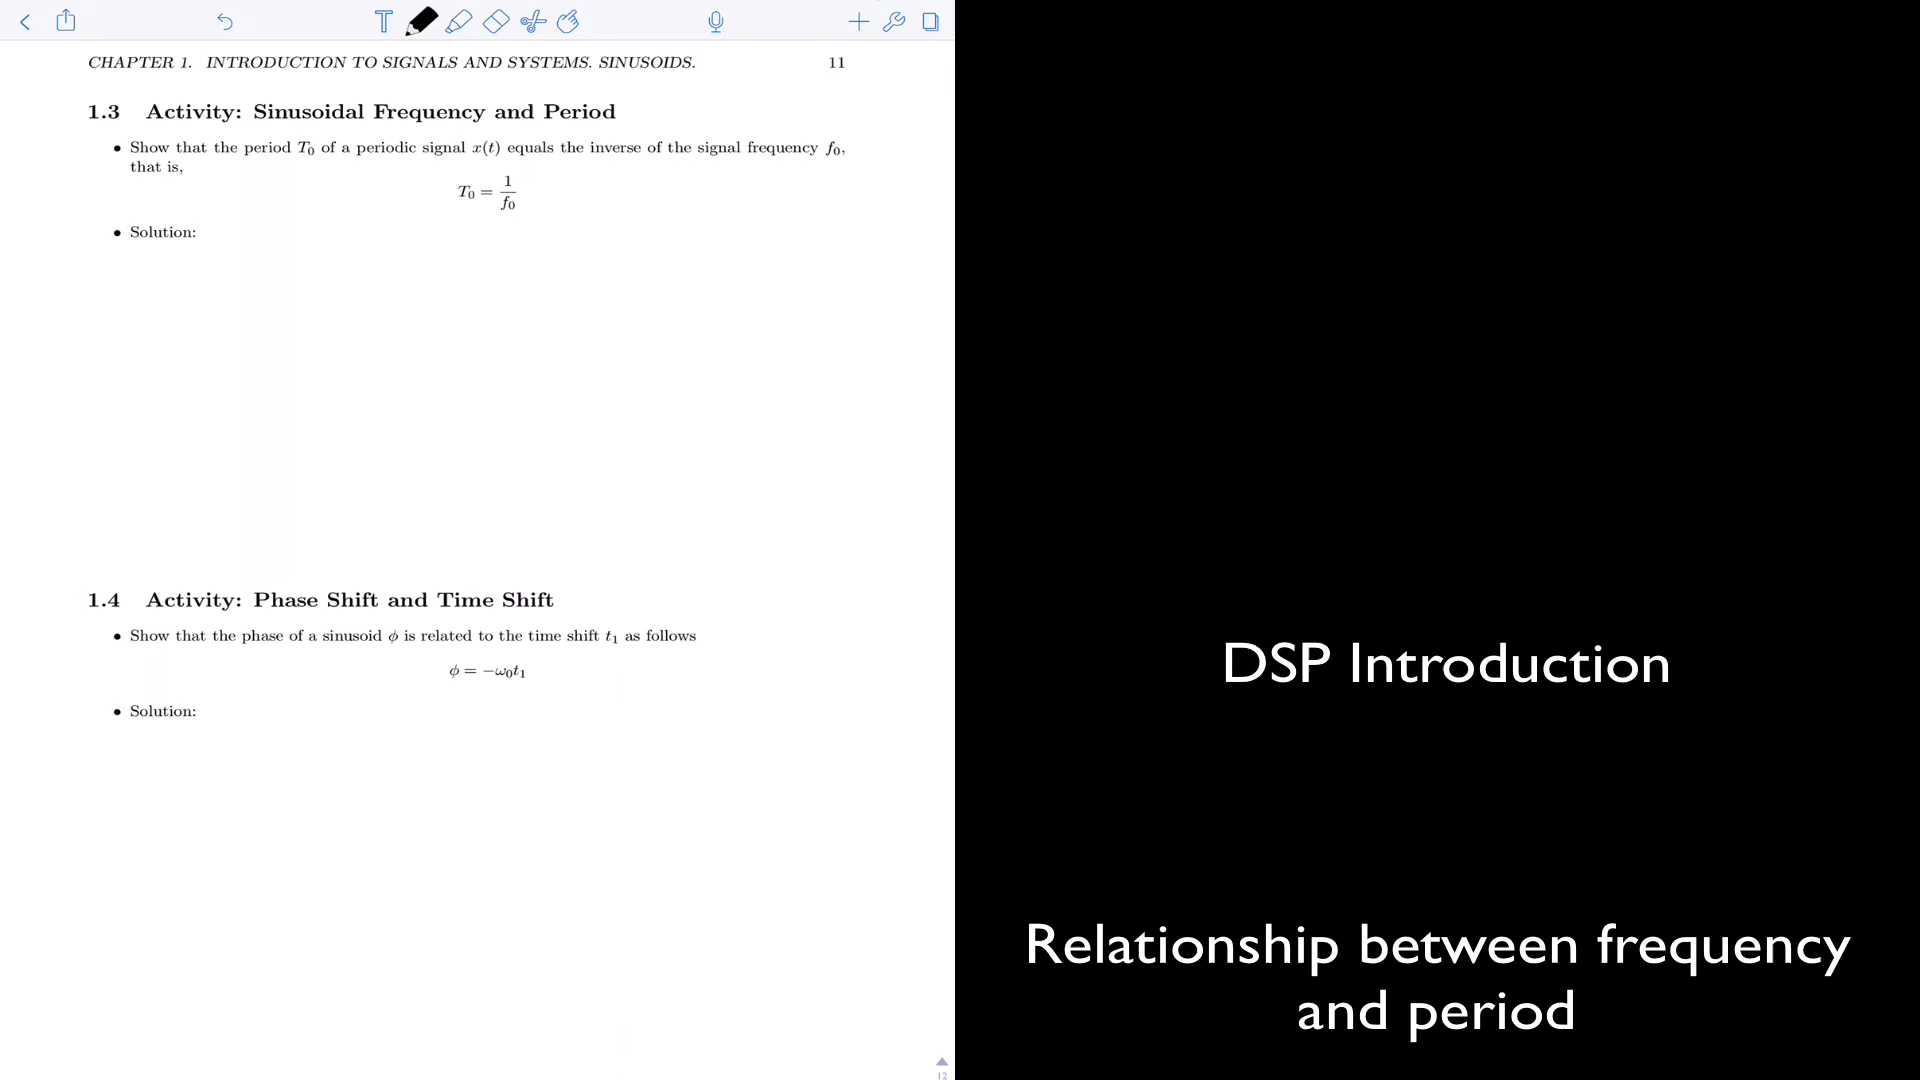 CHAPTER 1. INTRODUCTION TO SIGNALS AND SYSTEMS. SINUSOIDS. 11
1.3 Activity: Sinusoidal Frequency and Period
• Show that the period T₀ of a periodic signal x(t) equals the inverse of the signal frequency f₀,
that is,
T₀ = 1/f₀
• Solution:
1.4 Activity: Phase Shift and Time Shift
• Show that the phase of a sinusoid ϕ is related to the time shift t₁ as follows
ϕ = −ω₀t₁
• Solution:
12
DSP Introduction
Relationship between frequency
and period